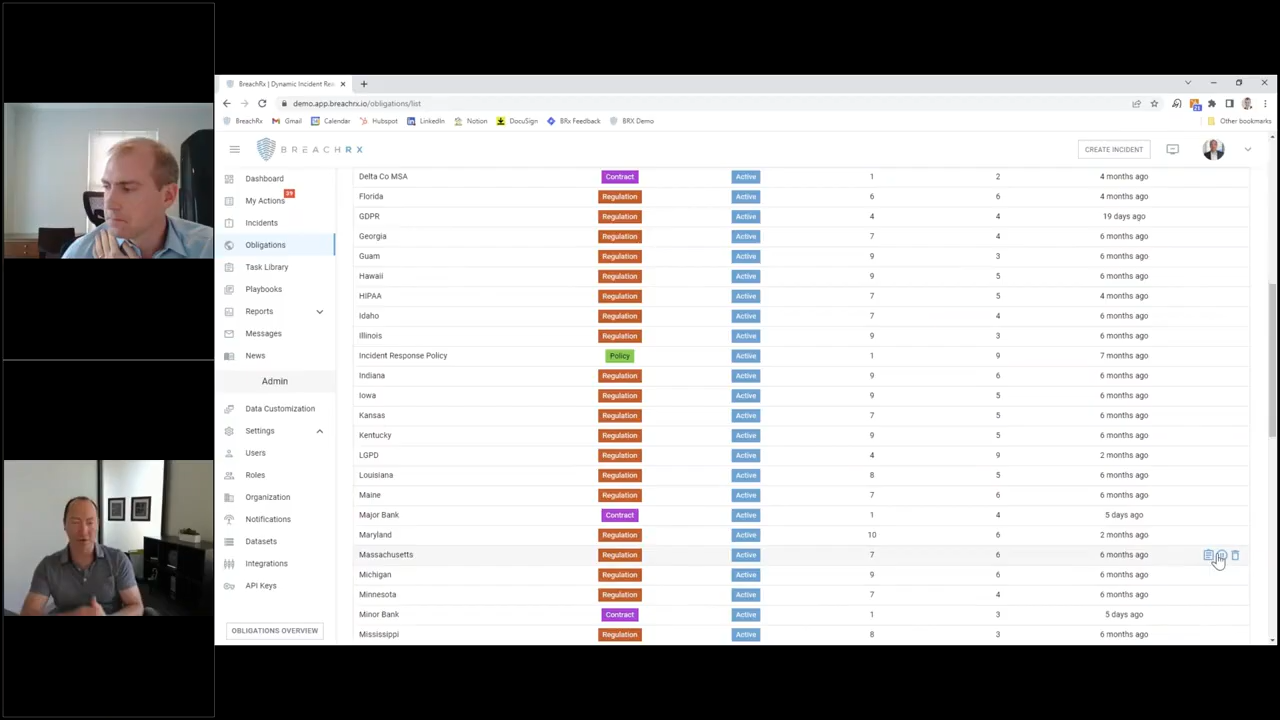 BreachRx | Dynamic Incident Res
demo.app.breachrx.io/obligations/list
BreachRx Gmail Calendar Hubspot LinkedIn Notion DocuSign BRx Feedback BRX Demo Other bookmarks
BREACHRX CREATE INCIDENT
Dashboard
My Actions 39
Incidents
Obligations
Task Library
Playbooks
Reports
Messages
News
Admin
Data Customization
Settings
Users
Roles
Organization
Notifications
Datasets
Integrations
API Keys
OBLIGATIONS OVERVIEW
Delta Co MSA Contract Active 1 2 4 months ago
Florida Regulation Active 6 6 4 months ago
GDPR Regulation Active 4 4 19 days ago
Georgia Regulation Active 7 4 6 months ago
Guam Regulation Active 9 3 6 months ago
Hawaii Regulation Active 9 5 6 months ago
HIPAA Regulation Active 7 5 4 months ago
Idaho Regulation Active 7 4 6 months ago
Illinois Regulation Active 9 3 6 months ago
Incident Response Policy Policy Active 1 9 7 months ago
Indiana Regulation Active 9 6 6 months ago
Iowa Regulation Active 9 5 6 months ago
Kansas Regulation Active 7 5 6 months ago
Kentucky Regulation Active 9 5 6 months ago
LGPD Regulation Active 4 9 2 months ago
Louisiana Regulation Active 8 5 6 months ago
Maine Regulation Active 7 6 6 months ago
Major Bank Contract Active 1 4 5 days ago
Maryland Regulation Active 10 6 2 months ago
Massachusetts Regulation Active 7 6 6 months ago
Michigan Regulation Active 9 6 6 months ago
Minnesota Regulation Active 7 4 6 months ago
Minor Bank Contract Active 1 3 5 days ago
Mississippi Regulation Active 8 3 6 months ago